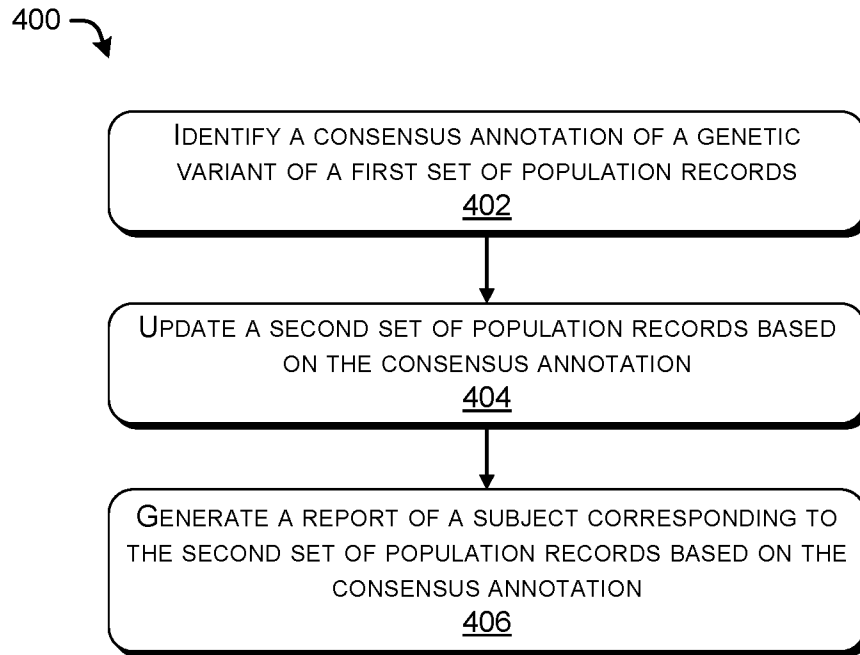 400
IDENTIFY A CONSENSUS ANNOTATION OF A GENETIC
VARIANT OF A FIRST SET OF POPULATION RECORDS
402
UPDATE A SECOND SET OF POPULATION RECORDS BASED
ON THE CONSENSUS ANNOTATION
404
GENERATE A REPORT OF A SUBJECT CORRESPONDING TO
THE SECOND SET OF POPULATION RECORDS BASED ON THE
CONSENSUS ANNOTATION
406